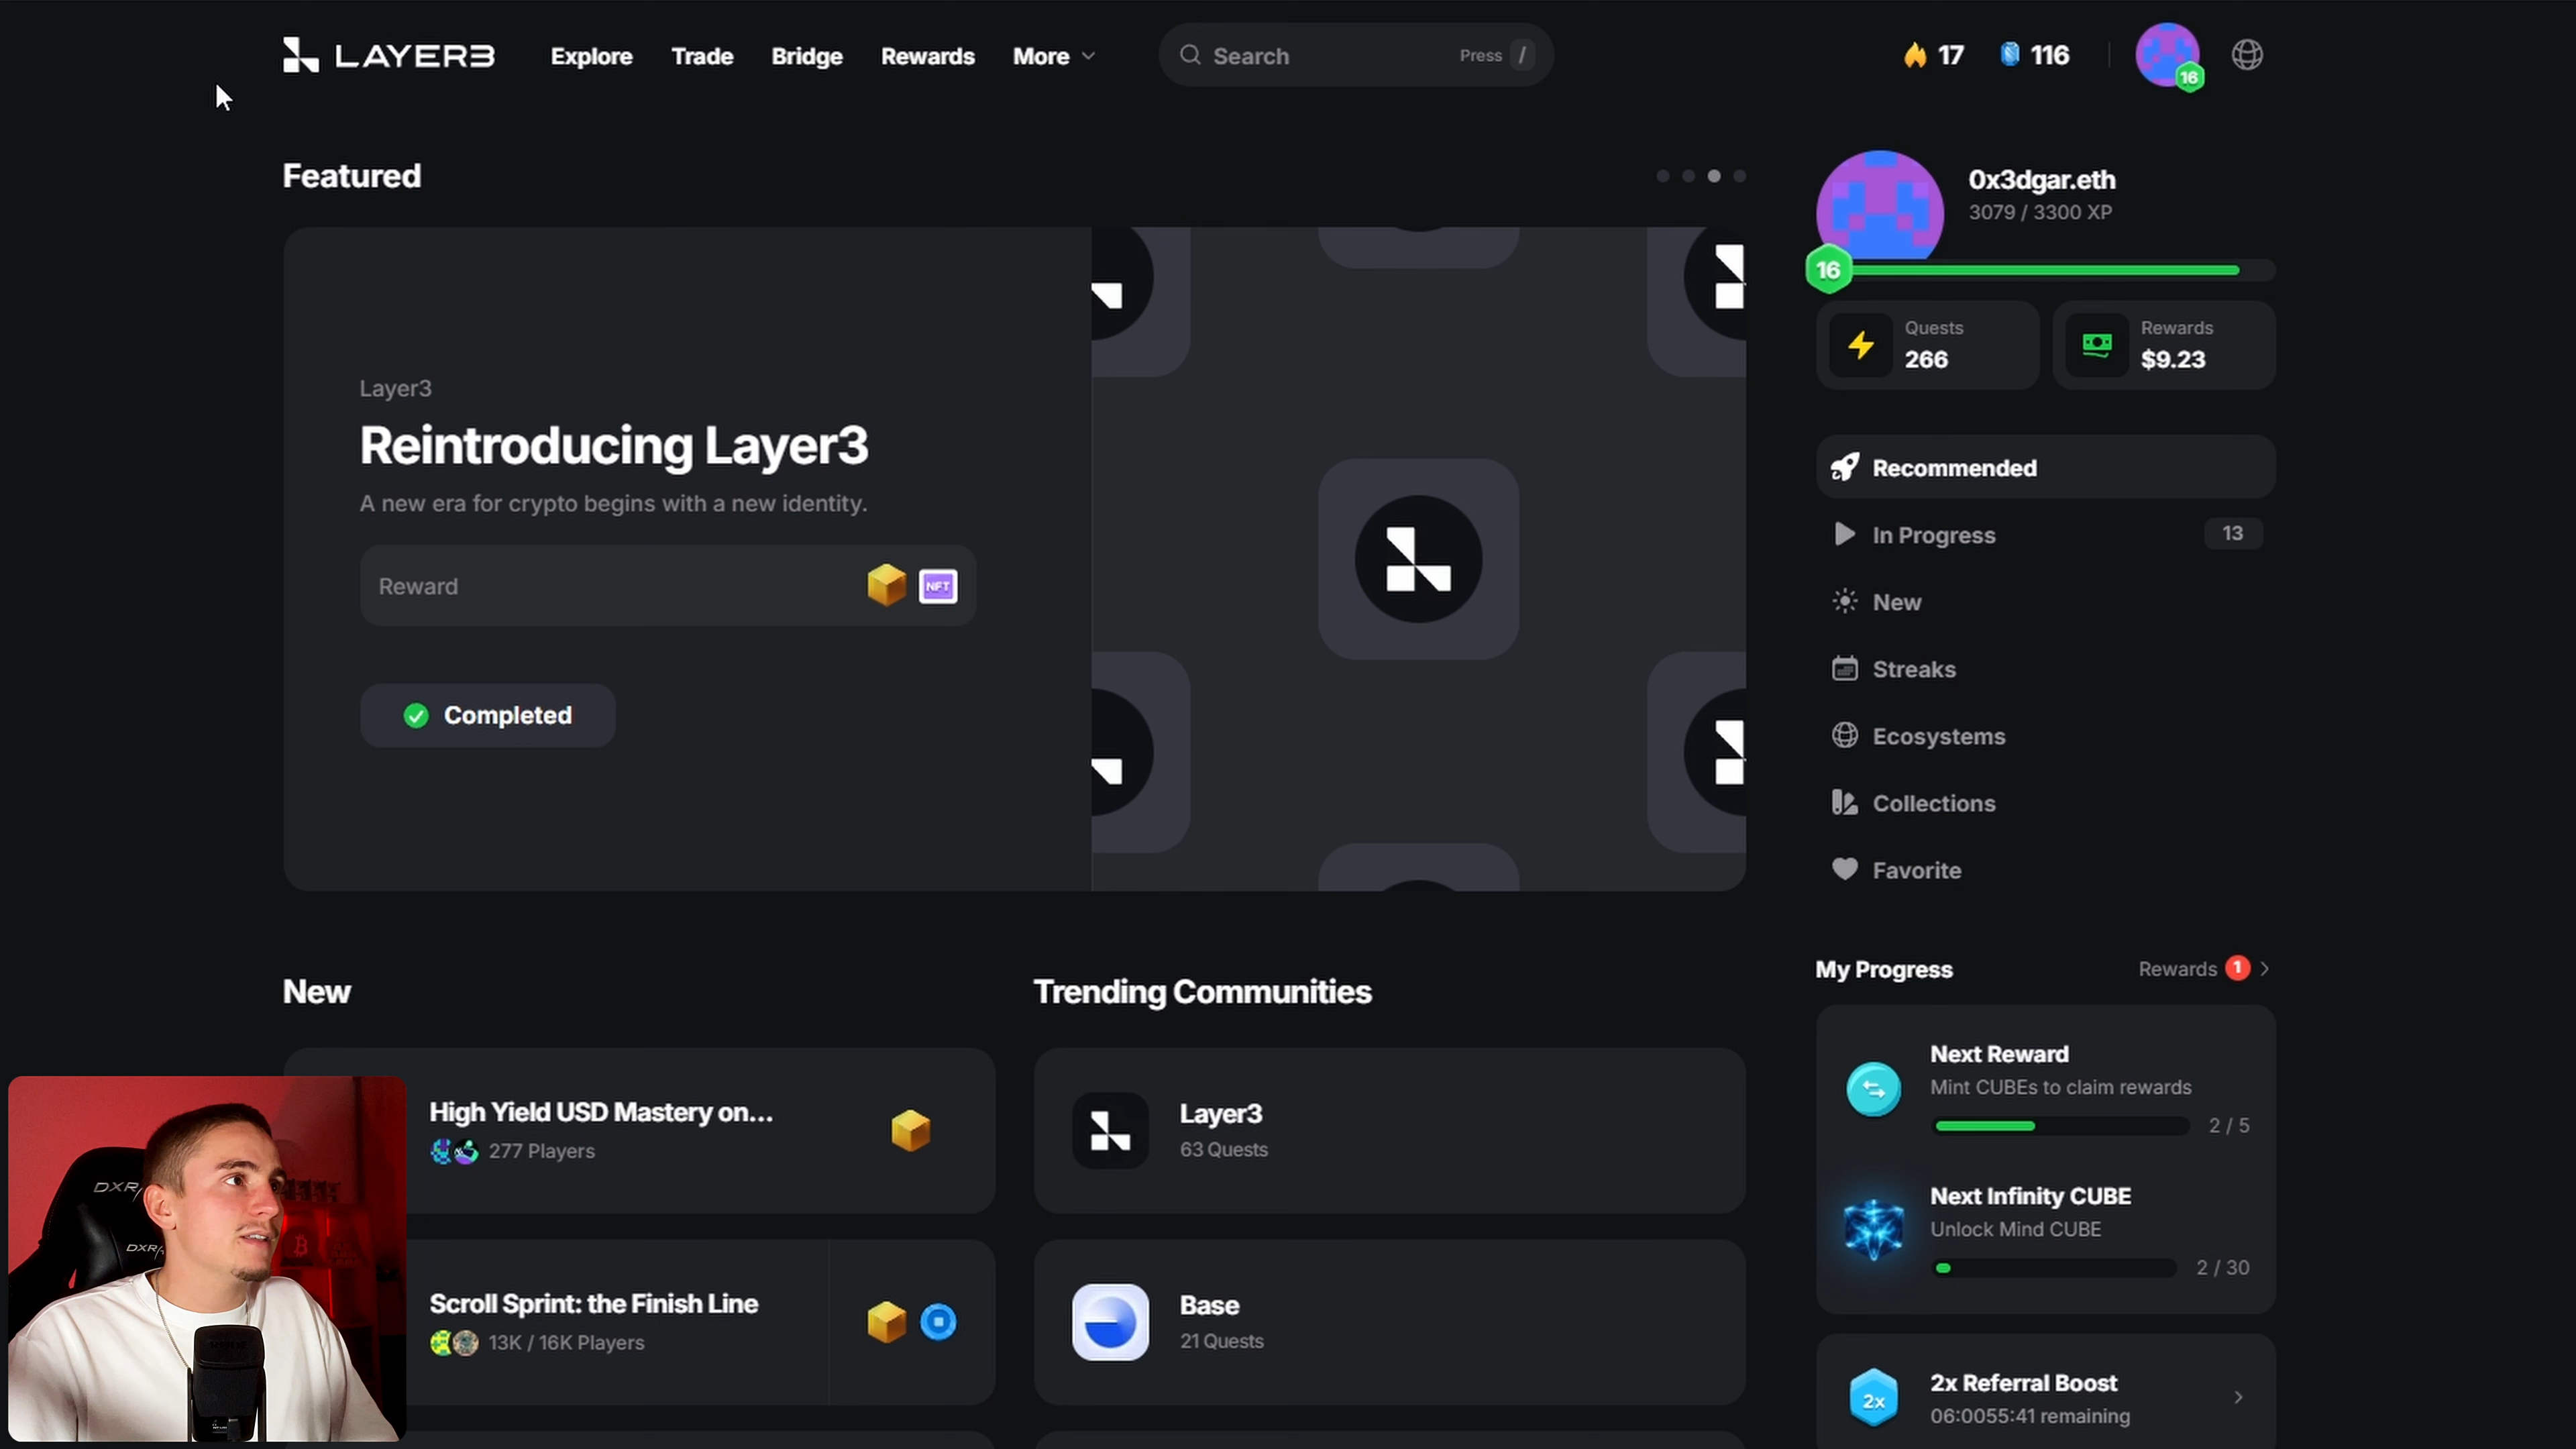 LAYER3
Explore
Trade
Bridge
Rewards
More
Search
Press /
17
116
16
Featured
Layer3
Reintroducing Layer3
A new era for crypto begins with a new identity.
Reward
NFT
Completed
0x3dgar.eth
3079 / 3300 XP
16
Quests
266
Rewards
$9.23
Recommended
In Progress
13
New
Streaks
Ecosystems
Collections
Favorite
New
High Yield USD Mastery on...
277 Players
Scroll Sprint: the Finish Line
13K / 16K Players
Trending Communities
Layer3
63 Quests
Base
21 Quests
My Progress
Rewards 1
Next Reward
Mint CUBEs to claim rewards
2 / 5
Next Infinity CUBE
Unlock Mind CUBE
2 / 30
2x
2x Referral Boost
06:0055:41 remaining
DXR
DXR